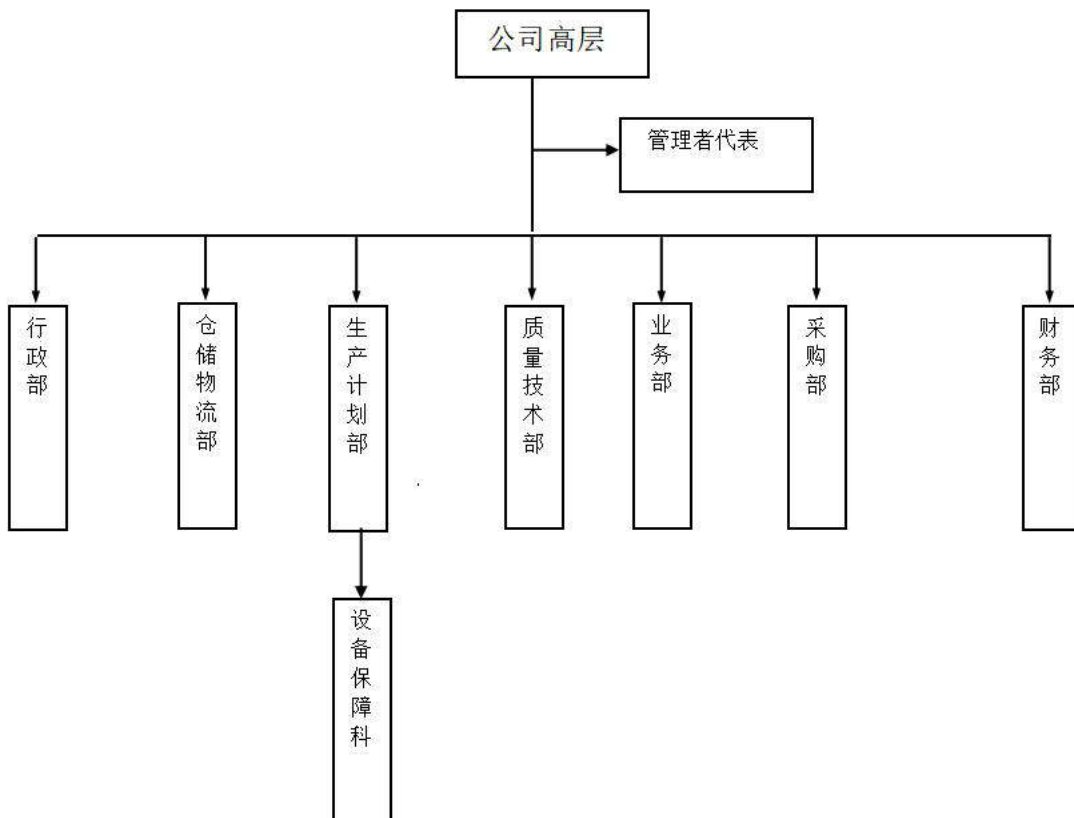 公司高层
管理者代表
行政部
仓储物流部
生产计划部
质量技术部
业务部
采购部
财务部
设备保障科